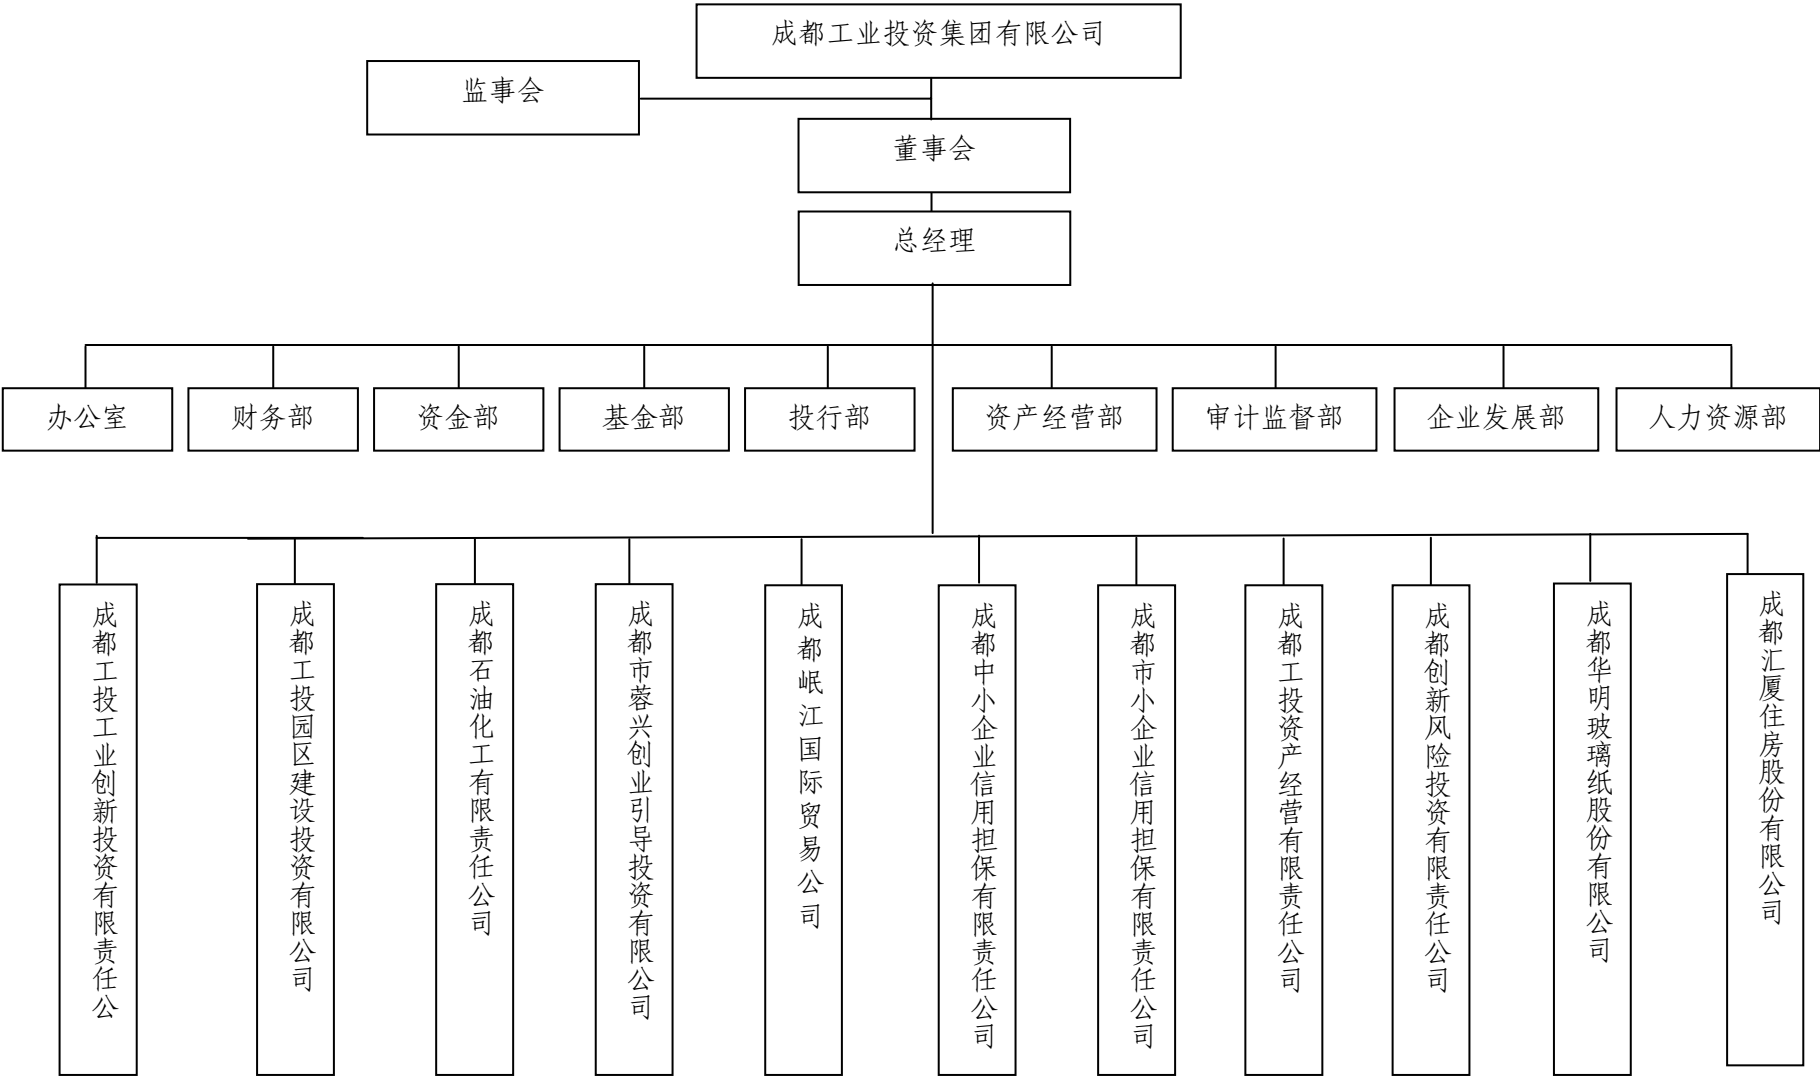 成都工业投资集团有限公司
监事会
董事会
总经理
办公室
财务部
资金部
基金部
投行部
资产经营部
审计监督部
企业发展部
人力资源部
成都工投工业创新投资有限责任公
成都工投园区建设投资有限公司
成都石油化工有限责任公司
成都市蓉兴创业引导投资有限公司
成都岷江国际贸易公司
成都中小企业信用担保有限责任公司
成都市小企业信用担保有限责任公司
成都工投资产经营有限责任公司
成都创新风险投资有限责任公司
成都华明玻璃纸股份有限公司
成都汇厦住房股份有限公司